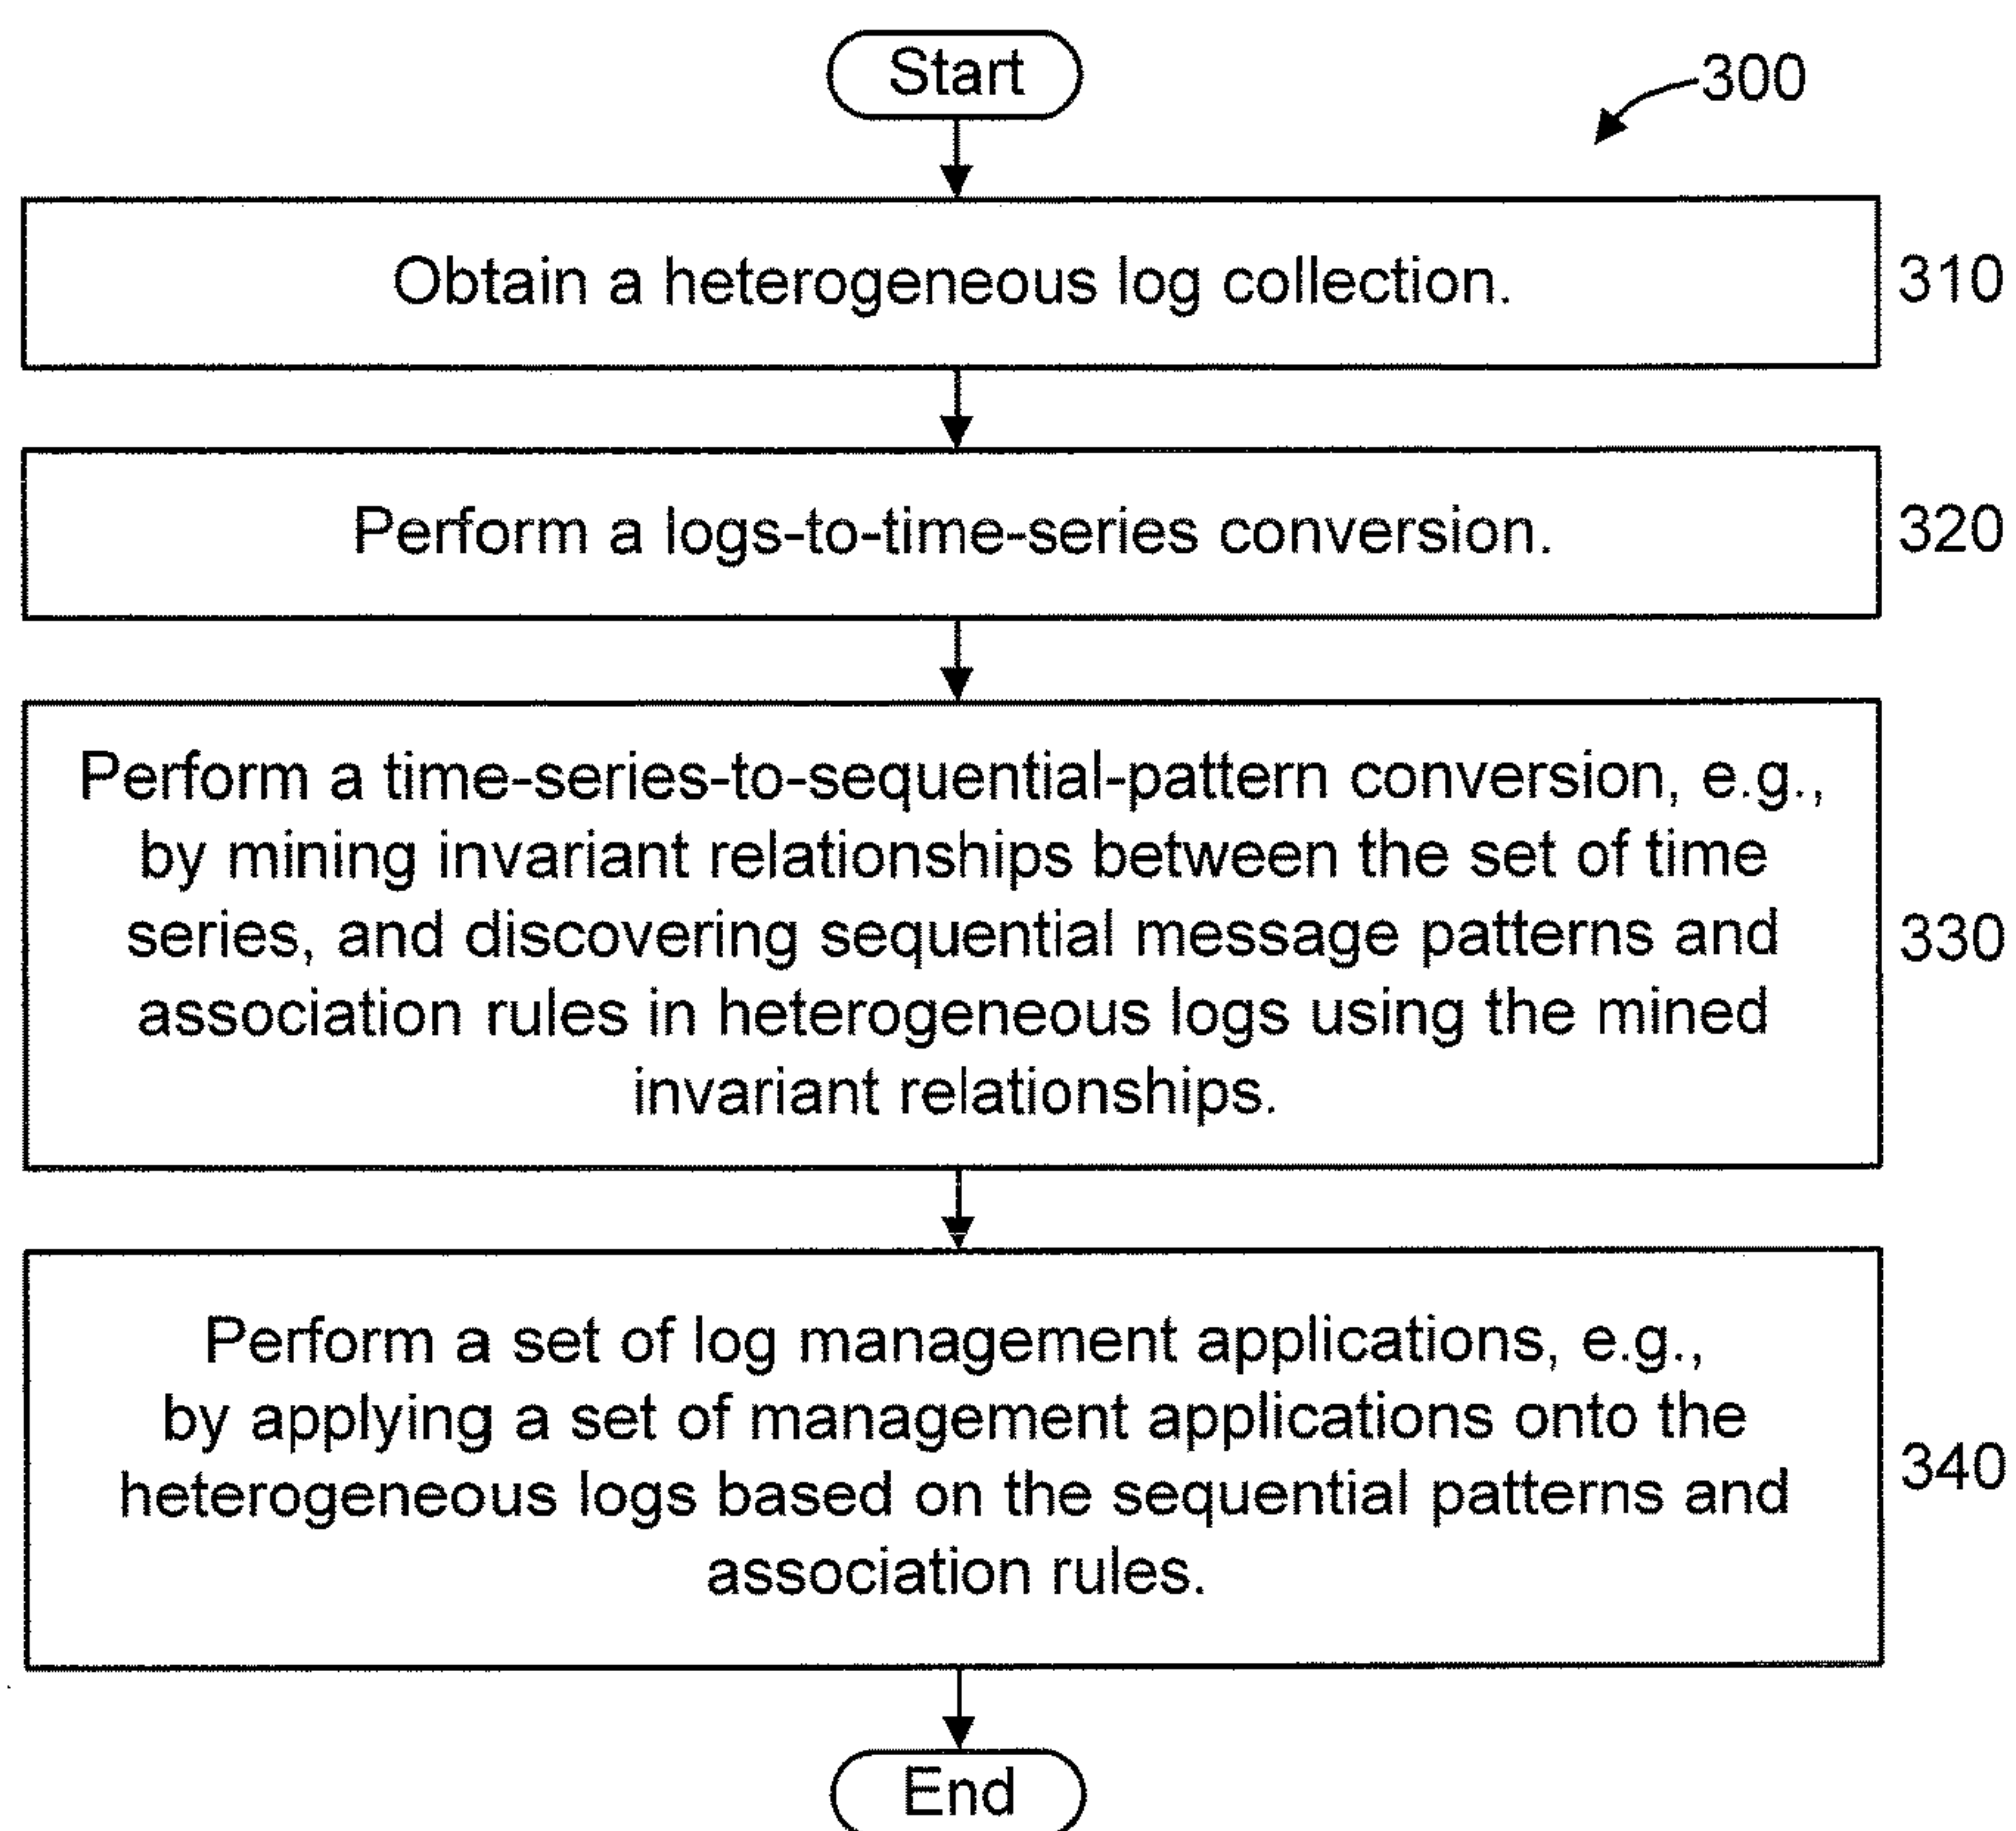 Start
300
Obtain a heterogeneous log collection.
310
Perform a logs-to-time-series conversion.
320
Perform a time-series-to-sequential-pattern conversion, e.g.,
by mining invariant relationships between the set of time
series, and discovering sequential message patterns and
association rules in heterogeneous logs using the mined
invariant relationships.
330
Perform a set of log management applications, e.g.,
by applying a set of management applications onto the
heterogeneous logs based on the sequential patterns and
association rules.
340
End